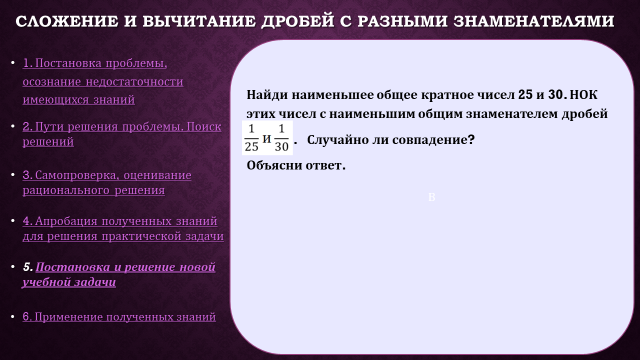 СЛОЖЕНИЕ И ВЫЧИТАНИЕ ДРОБЕЙ С РАЗНЫМИ ЗНАМЕНАТЕЛЯМИ
• 1. Постановка проблемы,
осознание недостаточности
имеющихся знаний
• 2. Пути решения проблемы. Поиск
решений
• 3. Самопроверка, оценивание
рационального решения
• 4. Апробация полученных знаний
для решения практической задачи
• 5. Постановка и решение новой
учебной задачи
• 6. Применение полученных знаний
Найди наименьшее общее кратное чисел 25 и 30. НОК
этих чисел с наименьшим общим знаменателем дробей
1/25 и 1/30. Случайно ли совпадение?
Объясни ответ.
В